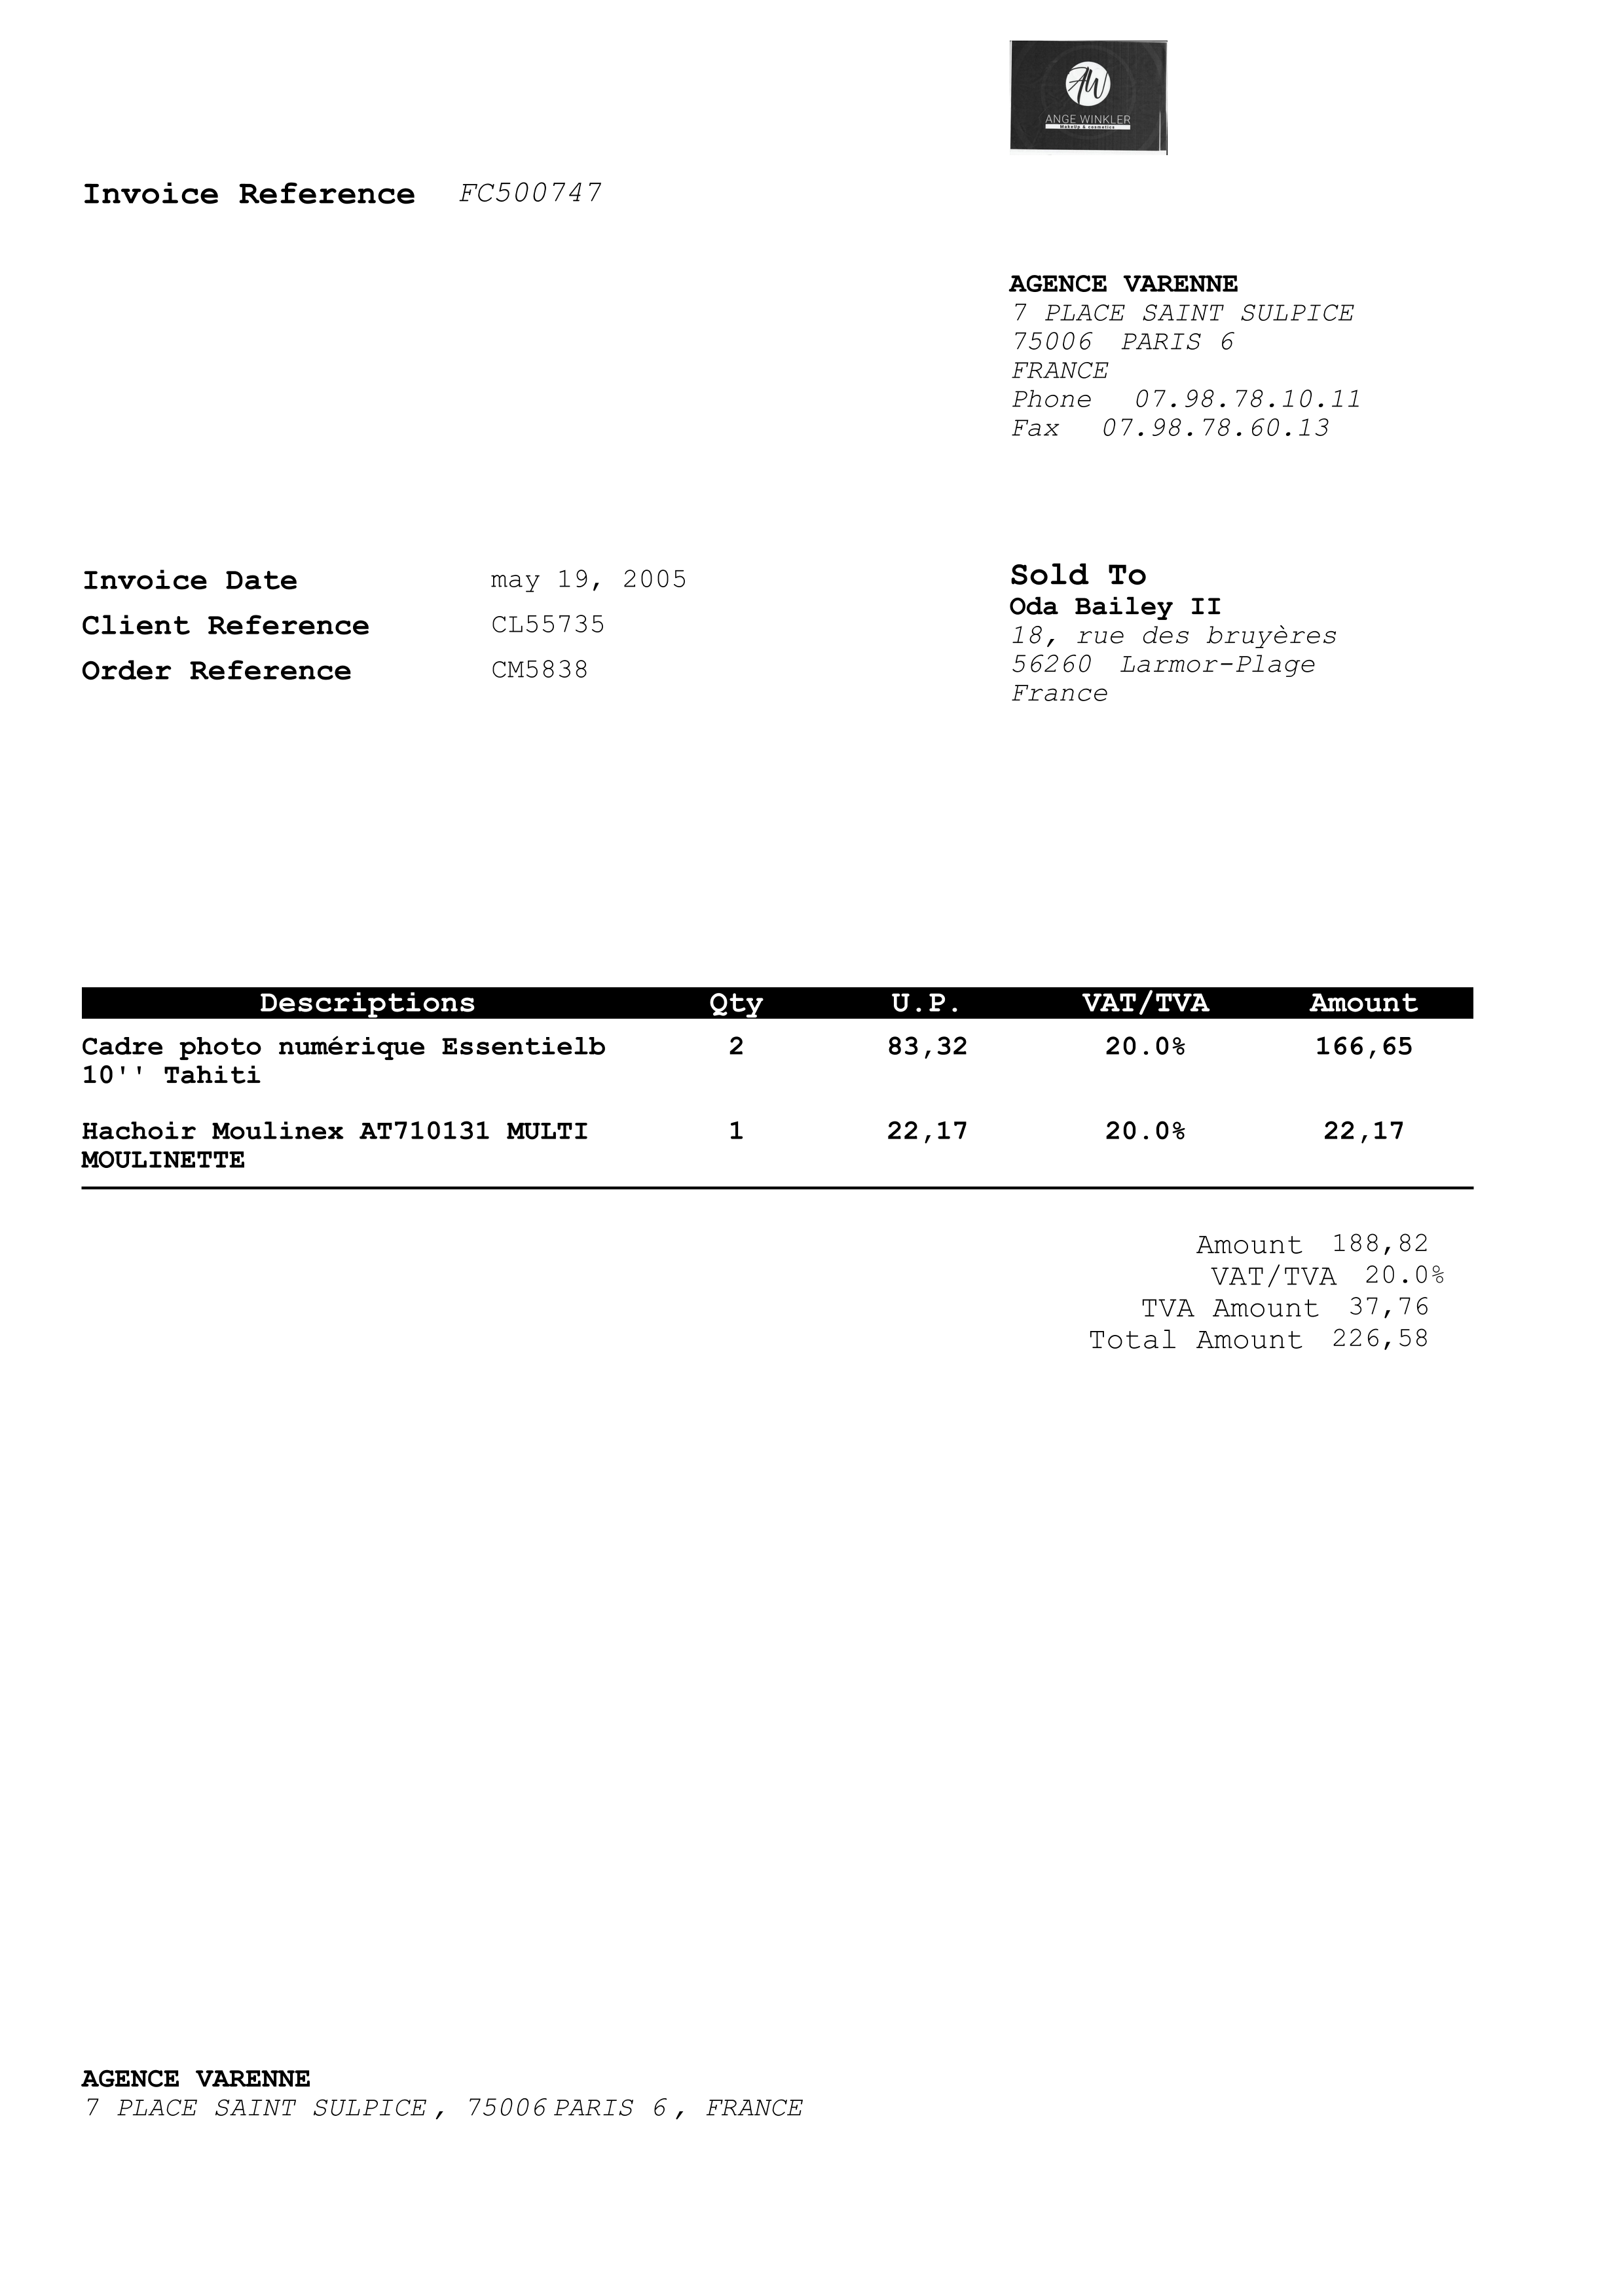 AW
ANGE WINKLER
MakeUp & cosmetics
Invoice Reference FC500747
AGENCE VARENNE
7 PLACE SAINT SULPICE
75006 PARIS 6
FRANCE
Phone 07.98.78.10.11
Fax 07.98.78.60.13
Invoice Date may 19, 2005
Client Reference CL55735
Order Reference CM5838
Sold To
Oda Bailey II
18, rue des bruyères
56260 Larmor-Plage
France
Descriptions Qty U.P. VAT/TVA Amount
Cadre photo numérique Essentielb 2 83,32 20.0% 166,65
10'' Tahiti
Hachoir Moulinex AT710131 MULTI 1 22,17 20.0% 22,17
MOULINETTE
Amount 188,82
VAT/TVA 20.0%
TVA Amount 37,76
Total Amount 226,58
AGENCE VARENNE
7 PLACE SAINT SULPICE, 75006 PARIS 6, FRANCE